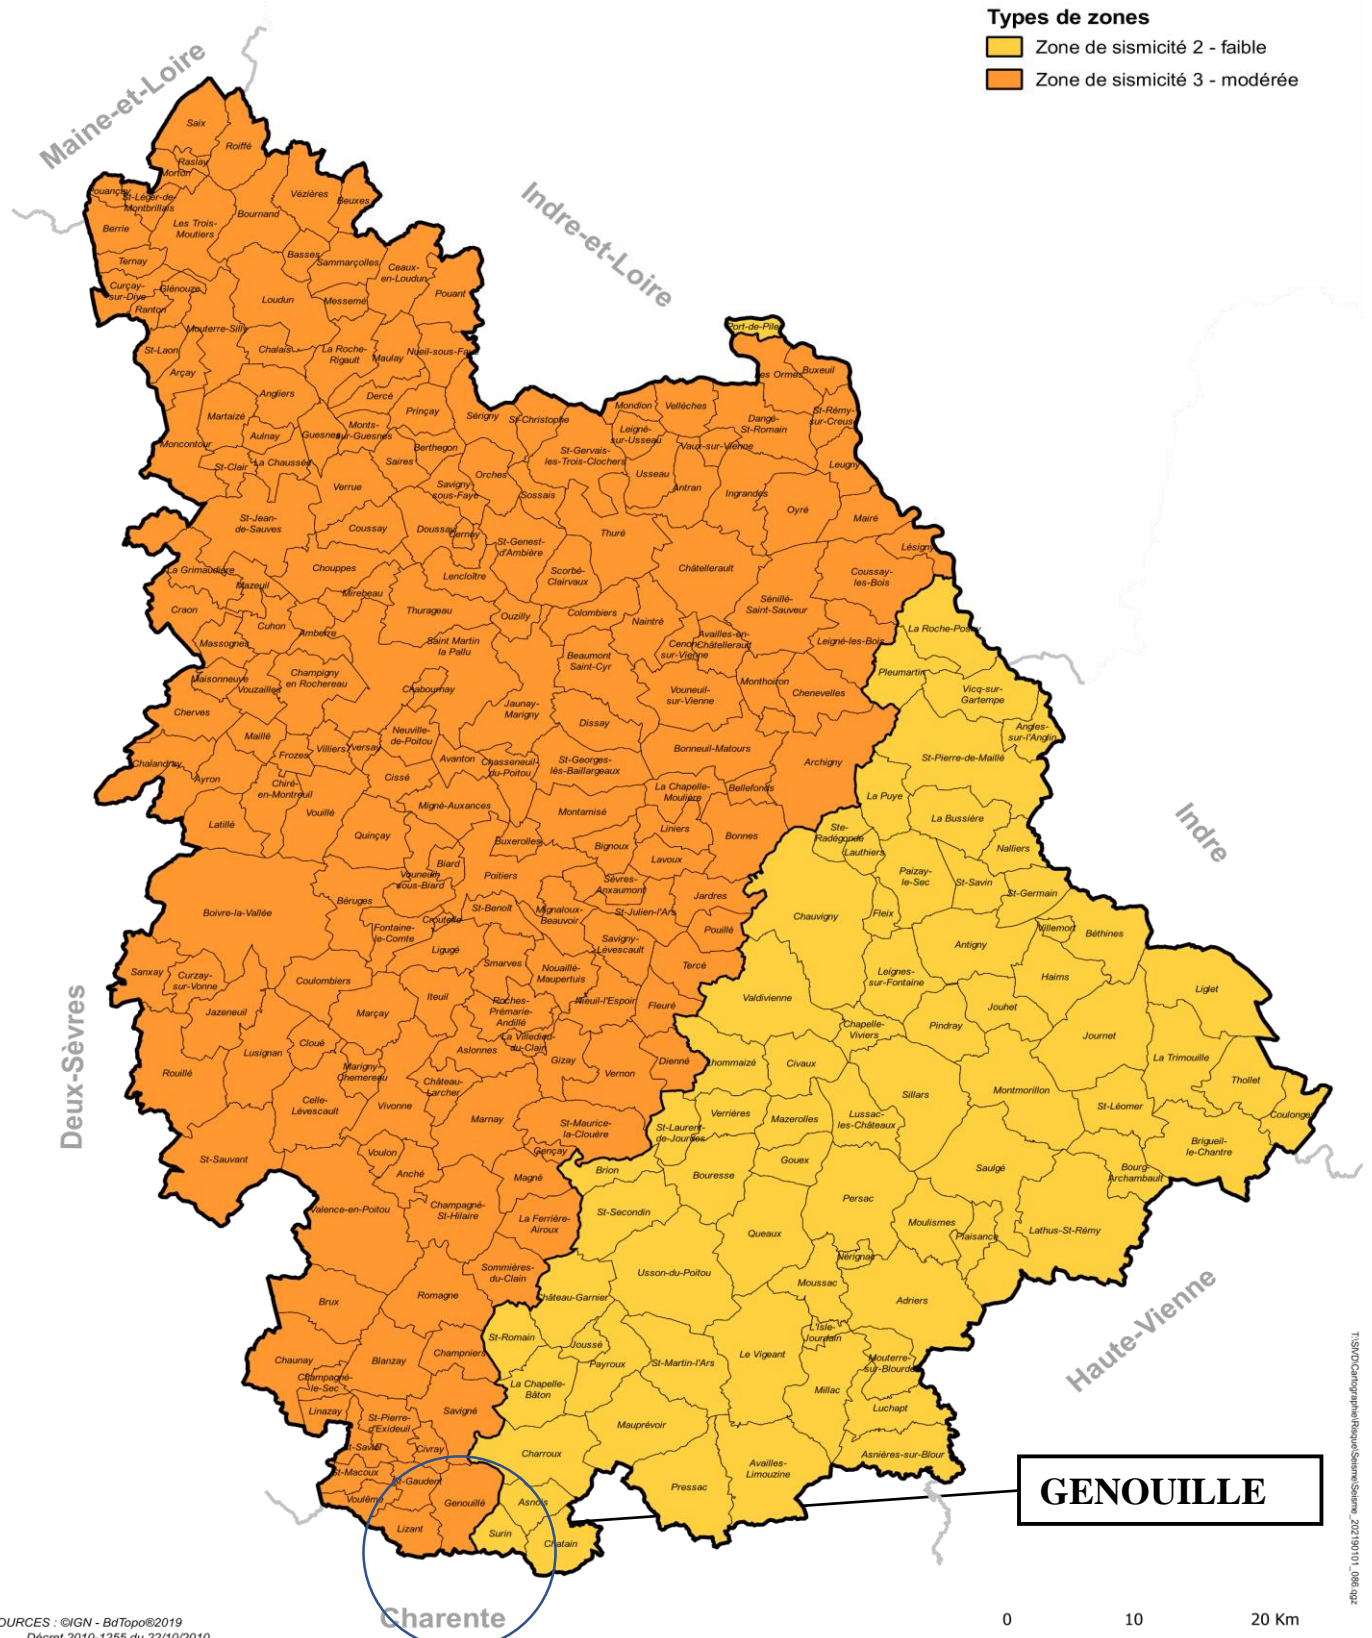 Types de zones
Zone de sismicité 2 - faible
Zone de sismicité 3 - modérée
Maine-et-Loire
Indre-et-Loire
Indre
Haute-Vienne
Charente
Deux-Sèvres
Saix
Roiffé
Raslay
Morton
Vézières
Beuxes
St-Léger-de-
Montbrillais
Bournand
Berrie
Les Trois-
Moutiers
Ternay
Basses
Sammarçolles
Ceaux-
en-Loudun
Curçay-
sur-Dive
Glénouze
Ranton
Loudun
Messemé
Pouant
Mouterre-Silly
St-Laon
Chalais
La Roche-
Rigault
Maulay
Arçay
Angliers
Dercé
Prinçay
Sérigny
St-Christophe
Martaizé
Aulnay
Guesnes
Monts-
sur-Guesnes
Berthegon
Moncontour
St-Clair
La Chaussée
Saires
Verrue
Savigny-
sous-Faye
Orches
Sossais
St-Gervais-
les-Trois-Clochers
Mondion
Vellèches
Leigné-
sur-Usseau
Usseau
Vaux-sur-Vienne
Antran
Dangé-
St-Romain
Buxeuil
St-Rémy-
sur-Creuse
Leugny
Ingrandes
Oyré
Mairé
Lésigny
St-Jean-
de-Sauves
Coussay
Doussay
Cernay
St-Genest-
d'Ambière
Thuré
Châtellerault
Coussay-
les-Bois
La Grimaudière
Mazeuil
Chouppes
Mirebeau
Lencloître
Scorbé-
Clairvaux
Sénillé-
Saint-Sauveur
Craon
Cuhon
Amberre
Thurageau
Ouzilly
Colombiers
Naintré
Massognes
Saint Martin
la Pallu
Beaumont
Saint-Cyr
Cenon-
sur-Vienne
Availles-en-
Châtellerault
Leigné-les-Bois
La Roche-Posay
Pleumartin
Maisonneuve
Vouzailles
Champigny
en Rochereau
Chabournay
Jaunay-
Marigny
Vouneuil-
sur-Vienne
Monthoiron
Chenevelles
Vicq-sur-
Gartempe
Angles-
sur-l'Anglin
Cherves
Maillé
Frozes
Villiers
Yversay
Neuville-
de-Poitou
Avanton
Dissay
Bonneuil-Matours
Archigny
St-Pierre-de-Maillé
Chalandray
Ayron
Chiré-
en-Montreuil
Cissé
Chasseneuil-
du-Poitou
St-Georges-
lès-Baillargeaux
La Chapelle-
Moulière
Bellefonds
La Puye
Latillé
Vouillé
Quinçay
Migné-Auxances
Montamisé
Liniers
Bonnes
Ste-
Radégonde
Lauthiers
La Bussière
Nalliers
Buxerolles
Bignoux
Lavoux
Biard
Poitiers
Vouneuil-
sous-Biard
Sèvres-
Anxaumont
Jardres
Paizay-
le-Sec
St-Savin
St-Germain
Boivre-la-Vallée
Béruges
Croutelle
St-Benoît
Mignaloux-
Beauvoir
St-Julien-l'Ars
Pouillé
Chauvigny
Fleix
Villemort
Béthines
Fontaine-
le-Comte
Ligugé
Savigny-
Lévescault
Tercé
Antigny
Haims
Liglet
Sanxay
Curzay-
sur-Vonne
Coulombiers
Smarves
Nouaillé-
Maupertuis
Leignes-
sur-Fontaine
Jazeneuil
Marçay
Iteuil
Roches-
Prémarie-
Andillé
Nieuil-l'Espoir
Fleuré
Valdivienne
Jouhet
Pindray
Chapelle-
Viviers
Journet
La Trimouille
Rouillé
Lusignan
Cloué
Marigny-
Chemereau
Aslonnes
La Villedieu-
du-Clain
Gizay
Vernon
Dienné
Lhommaizé
Civaux
Sillars
Montmorillon
Thollet
Coulonges
Celle-
Lévescault
Vivonne
Château-
Larcher
Marnay
St-Maurice-
la-Clouère
Gençay
St-Laurent-
de-Jourdes
Verrières
Mazerolles
Lussac-
les-Châteaux
St-Léomer
Brigueil-
le-Chantre
St-Sauvant
Voulon
Anché
Magné
Brion
Bouresse
Gouex
Saulgé
Bourg-
Archambault
Valence-en-Poitou
Champagné-
St-Hilaire
La Ferrière-
Airoux
St-Secondin
Queaux
Persac
Moulismes
Plaisance
Lathus-St-Rémy
Sommières-
du-Clain
Usson-du-Poitou
Nérignac
Moussac
Brux
Romagne
Château-Garnier
Adriers
St-Romain
Joussé
Payroux
St-Martin-l'Ars
Le Vigeant
L'Isle-
Jourdain
Mouterre-
sur-Blourde
Chaunay
Champagné-
le-Sec
Blanzay
Champniers
La Chapelle-
Bâton
Millac
Luchapt
Linazay
St-Pierre-
d'Exideuil
Savigné
Mauprévoir
Asnières-sur-Blour
Civray
Charroux
Availles-
Limouzine
St-Macoux
St-Gaudent
Voulême
Genouillé
Asnois
Pressac
Lizant
Surin
Chatain
GENOUILLE
0 10 20 Km